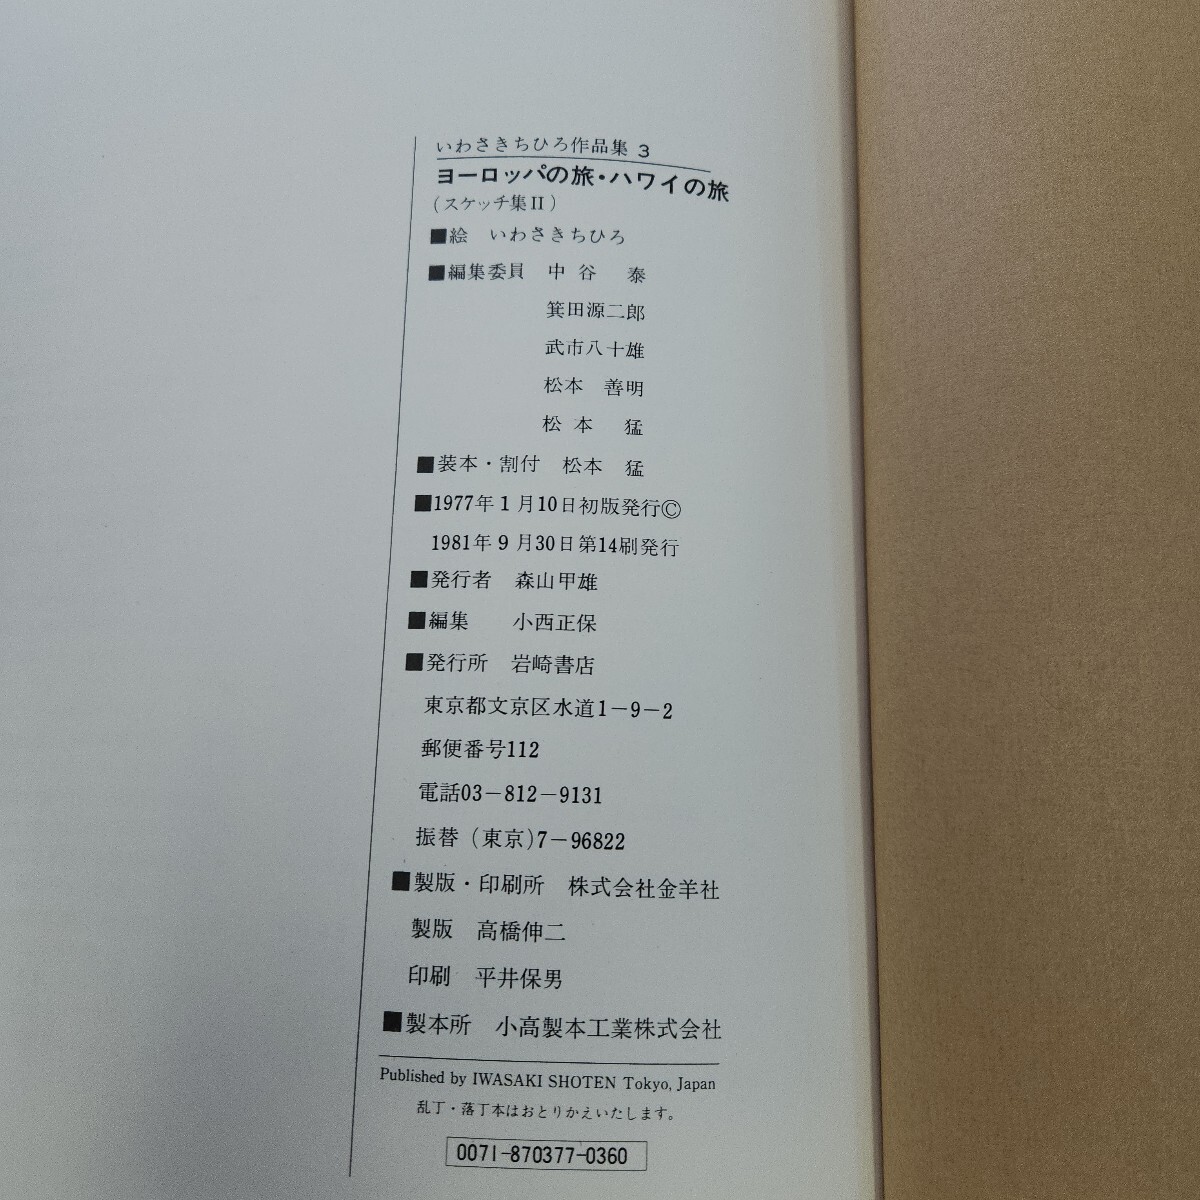 いわさきちひろ作品集 3
ヨーロッパの旅・ハワイの旅
(スケッチ集II)
■絵 いわさきちひろ
■編集委員 中谷 泰
箕田源二郎
武市八十雄
松本 善明
松本 猛
■装本・割付 松本 猛
■1977年1月10日初版発行©
1981年9月30日第14刷発行
■発行者 森山甲雄
■編集 小西正保
■発行所 岩崎書店
東京都文京区水道1-9-2
郵便番号112
電話03-812-9131
振替(東京)7-96822
■製版・印刷所 株式会社金羊社
製版 高橋伸二
印刷 平井保男
■製本所 小高製本工業株式会社
Published by IWASAKI SHOTEN Tokyo, Japan
乱丁・落丁本はおとりかえいたします。
0071-870377-0360